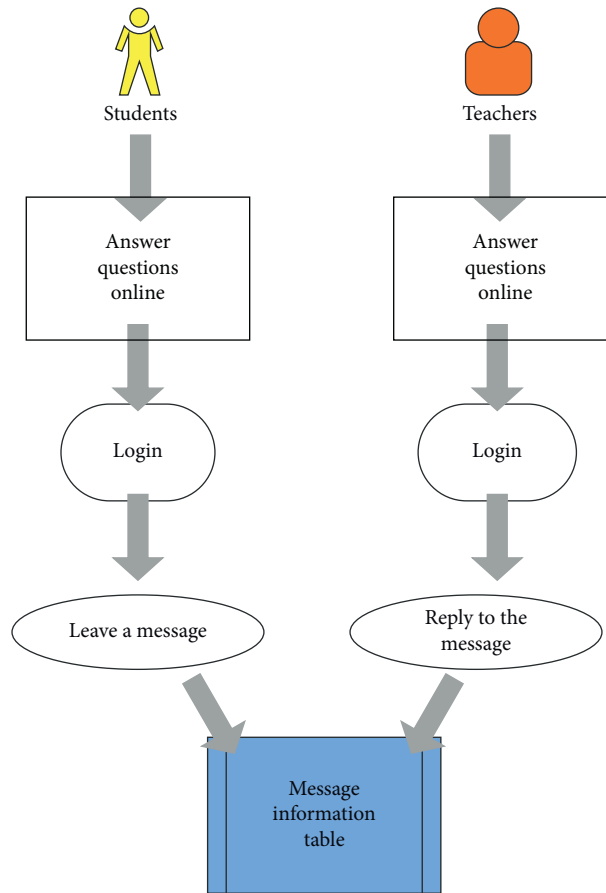 Students
Teachers
Answer
questions
online
Answer
questions
online
Login
Login
Leave a message
Reply to the
message
Message
information
table